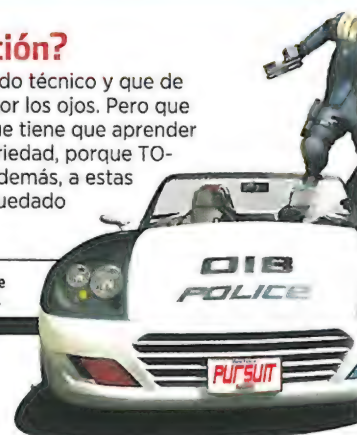 ción?
do técnico y que de
or los ojos. Pero que
ue tiene que aprender
riedad, porque TO-
demás, a estas
uedado
e
OIB
POLICE
PURSUIT